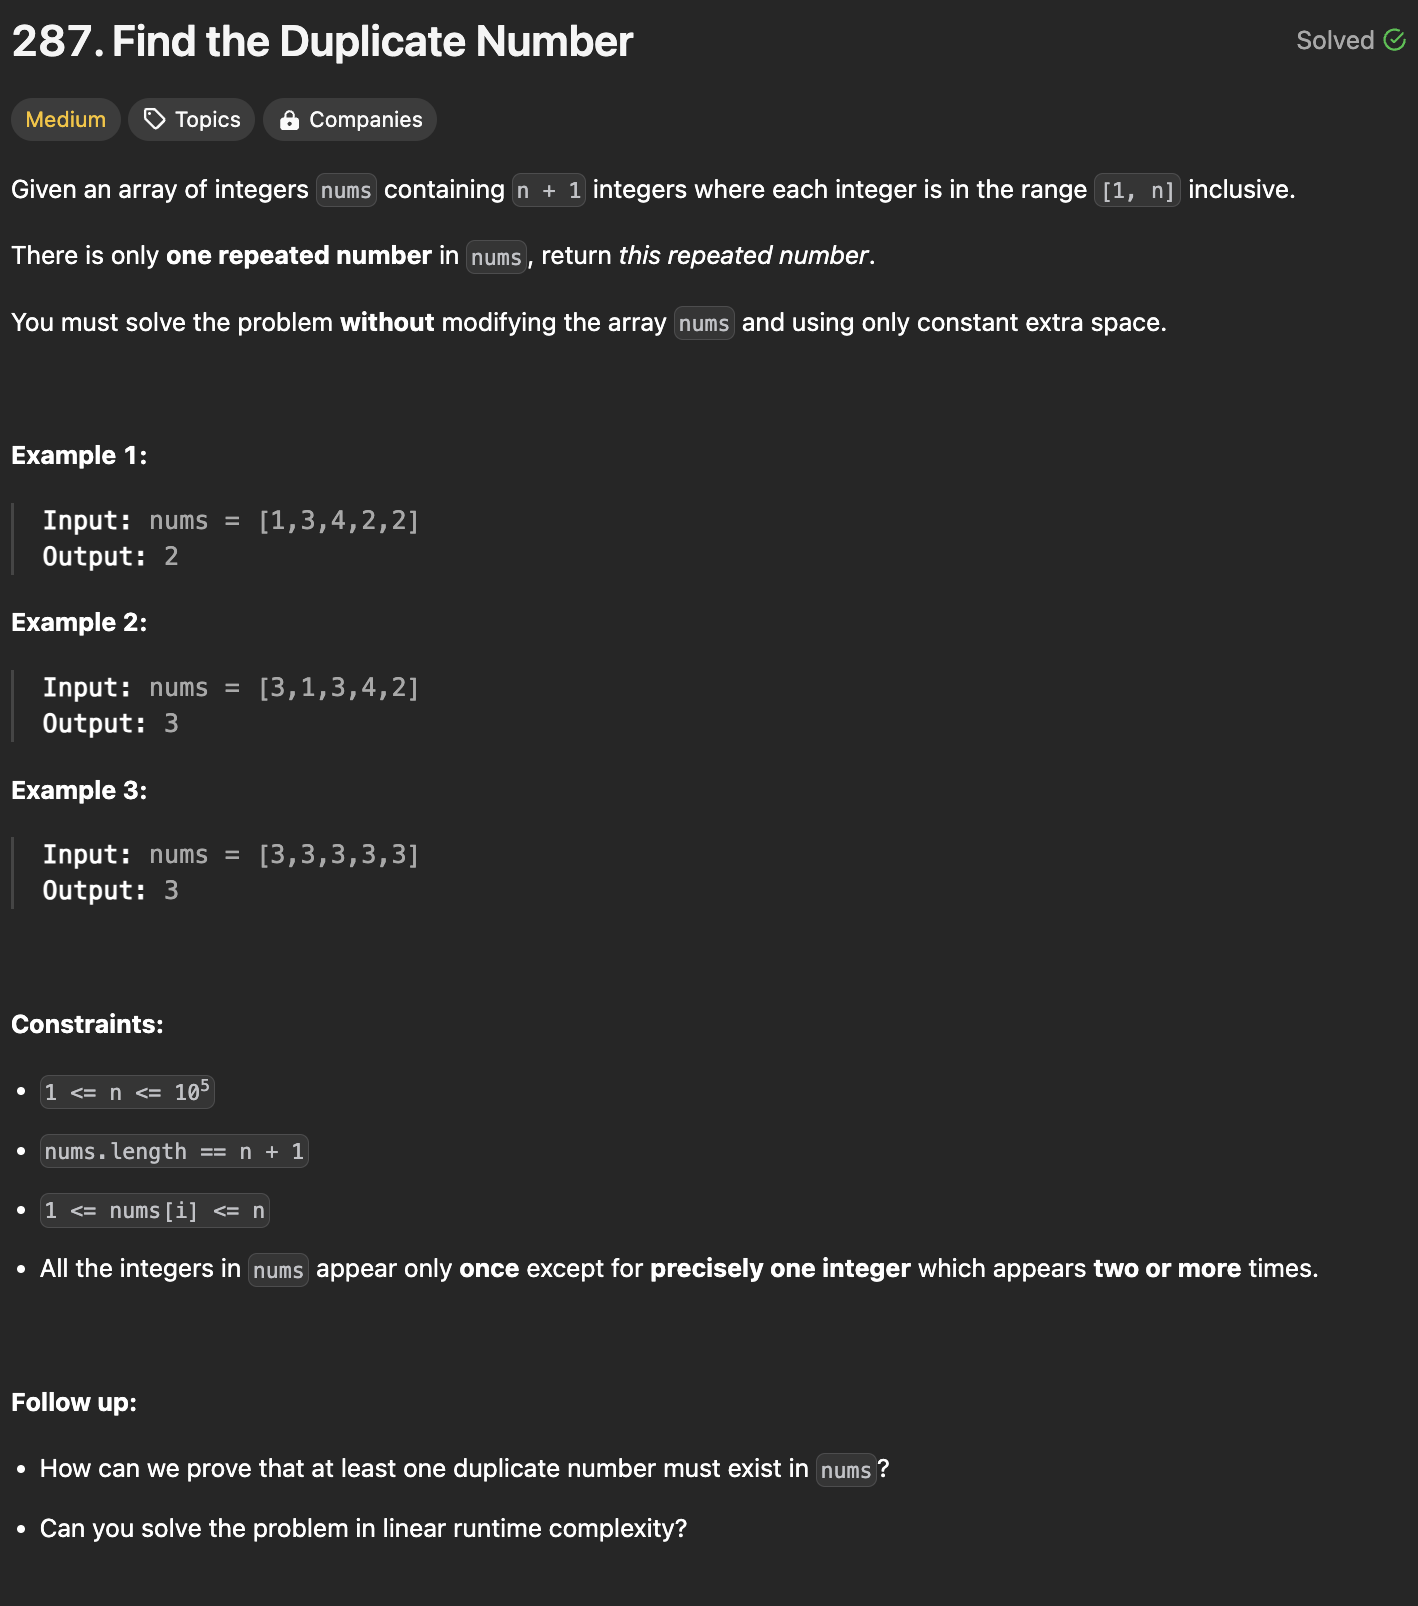 287. Find the Duplicate Number
Solved
Medium
Topics
Companies
Given an array of integers nums containing n + 1 integers where each integer is in the range [1, n] inclusive.
There is only one repeated number in nums, return this repeated number.
You must solve the problem without modifying the array nums and using only constant extra space.
Example 1:
Input: nums = [1,3,4,2,2]
Output: 2
Example 2:
Input: nums = [3,1,3,4,2]
Output: 3
Example 3:
Input: nums = [3,3,3,3,3]
Output: 3
Constraints:
• 1 <= n <= 10⁵
• nums.length == n + 1
• 1 <= nums[i] <= n
• All the integers in nums appear only once except for precisely one integer which appears two or more times.
Follow up:
• How can we prove that at least one duplicate number must exist in nums?
• Can you solve the problem in linear runtime complexity?